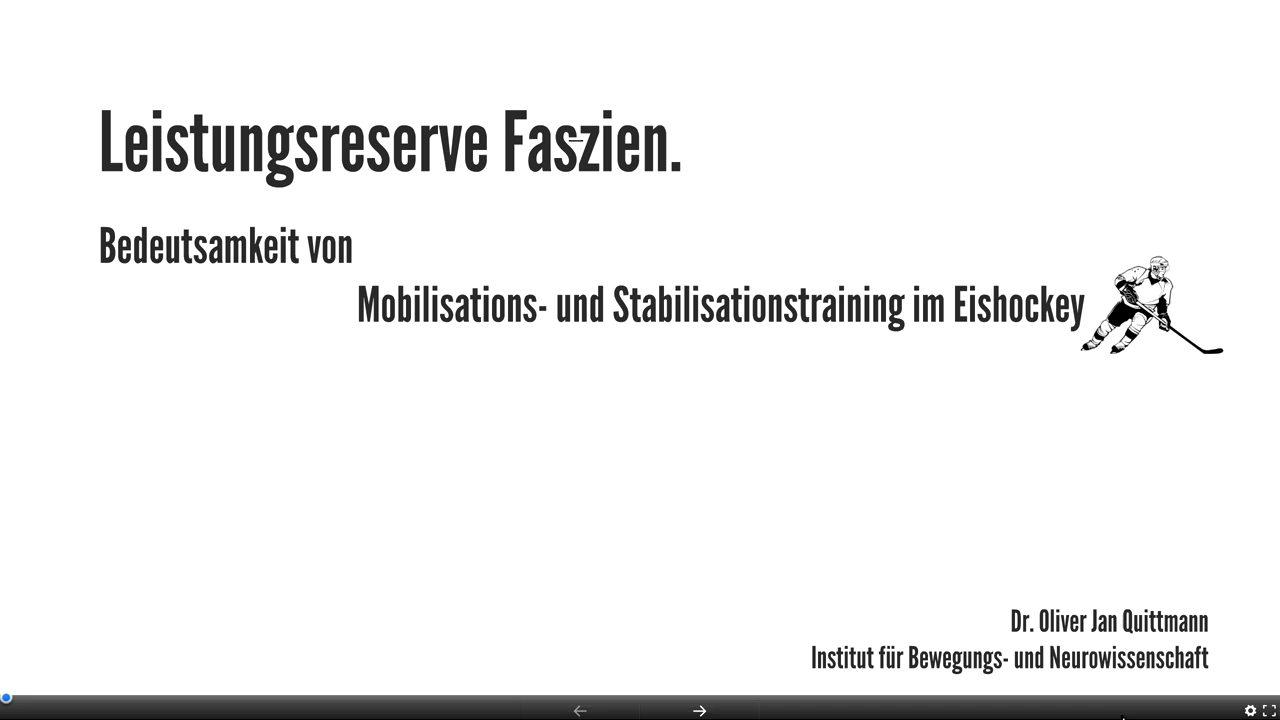 Leistungsreserve Faszien.
Bedeutsamkeit von
Mobilisations- und Stabilisationstraining im Eishockey
Dr. Oliver Jan Quittmann
Institut für Bewegungs- und Neurowissenschaft